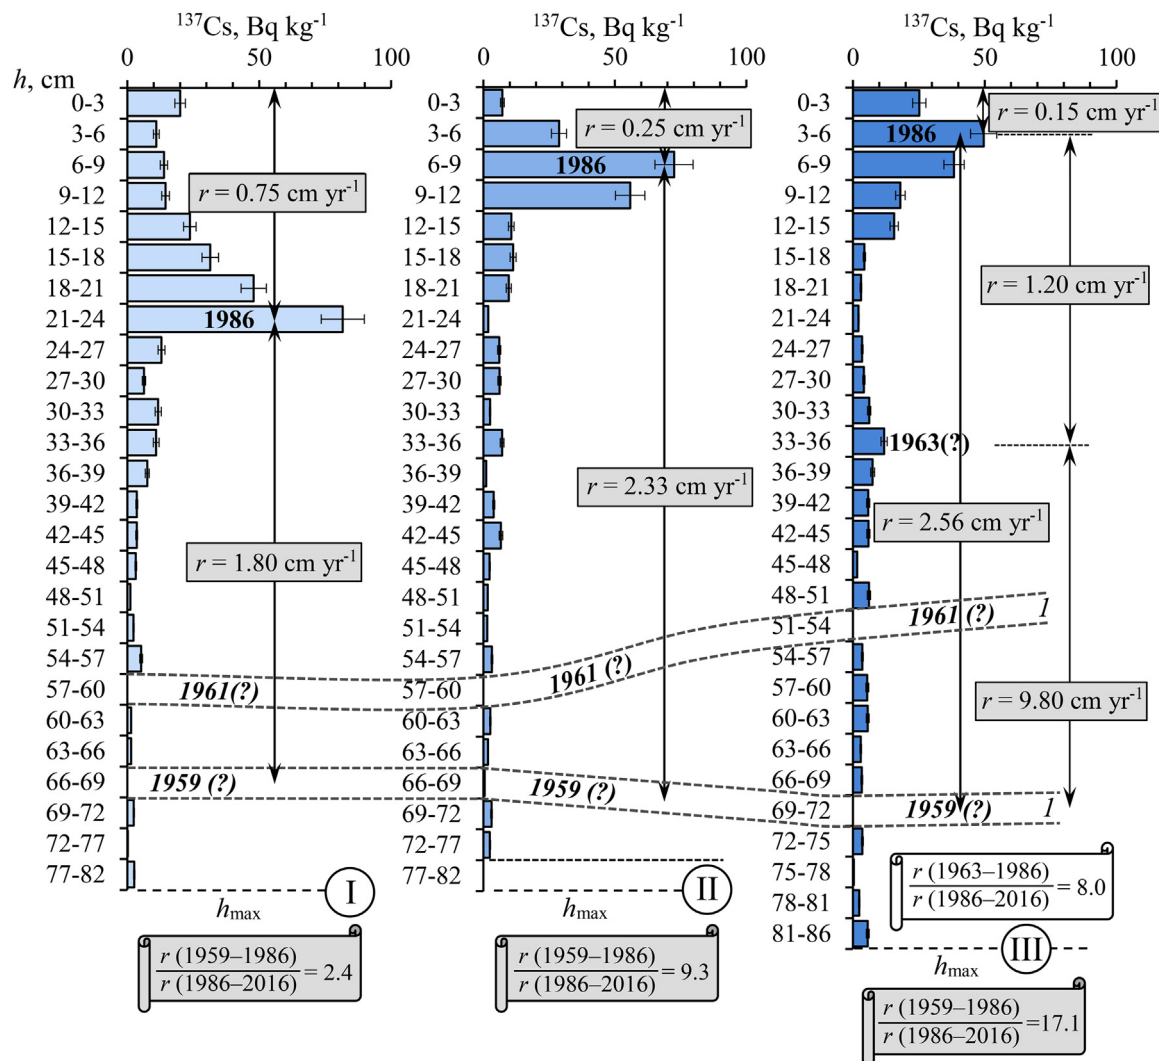 ¹³⁷Cs, Bq kg⁻¹
0 50 100
h, cm
0-3
3-6
6-9
9-12
12-15
15-18
18-21
21-24
24-27
27-30
30-33
33-36
36-39
39-42
42-45
45-48
48-51
51-54
54-57
57-60
60-63
63-66
66-69
69-72
72-77
77-82
r = 0.75 cm yr⁻¹
1986
r = 1.80 cm yr⁻¹
1961(?)
1959 (?)
I
hmax
r (1959–1986)
r (1986–2016)
= 2.4
¹³⁷Cs, Bq kg⁻¹
0 50 100
0-3
3-6
6-9
9-12
12-15
15-18
18-21
21-24
24-27
27-30
30-33
33-36
36-39
39-42
42-45
45-48
48-51
51-54
54-57
57-60
60-63
63-66
66-69
69-72
72-77
77-82
r = 0.25 cm yr⁻¹
1986
r = 2.33 cm yr⁻¹
1961 (?)
1959 (?)
II
hmax
r (1959–1986)
r (1986–2016)
= 9.3
¹³⁷Cs, Bq kg⁻¹
0 50 100
0-3
3-6
6-9
9-12
12-15
15-18
18-21
21-24
24-27
27-30
30-33
33-36
36-39
39-42
42-45
45-48
48-51
51-54
54-57
57-60
60-63
63-66
66-69
69-72
72-75
75-78
78-81
81-86
r = 0.15 cm yr⁻¹
1986
r = 1.20 cm yr⁻¹
1963(?)
r = 2.56 cm yr⁻¹
1961 (?) 1
r = 9.80 cm yr⁻¹
1959 (?) 1
r (1963–1986)
r (1986–2016)
= 8.0
III
hmax
r (1959–1986)
r (1986–2016)
=17.1